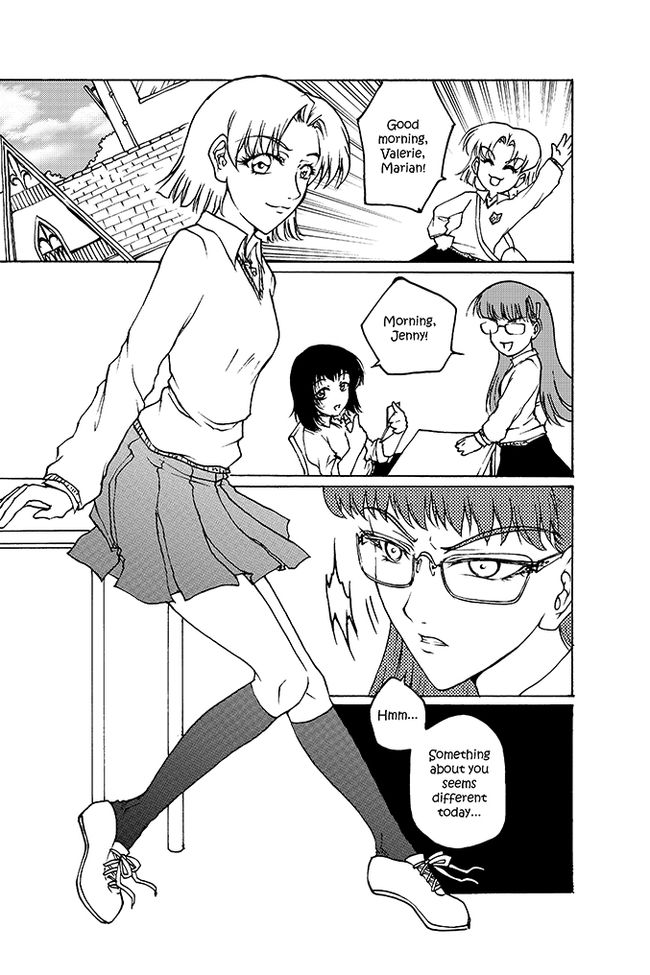 Good
morning,
Valerie,
Marian!
Morning,
Jenny!
Hmm...
Something
about you
seems
different
today...